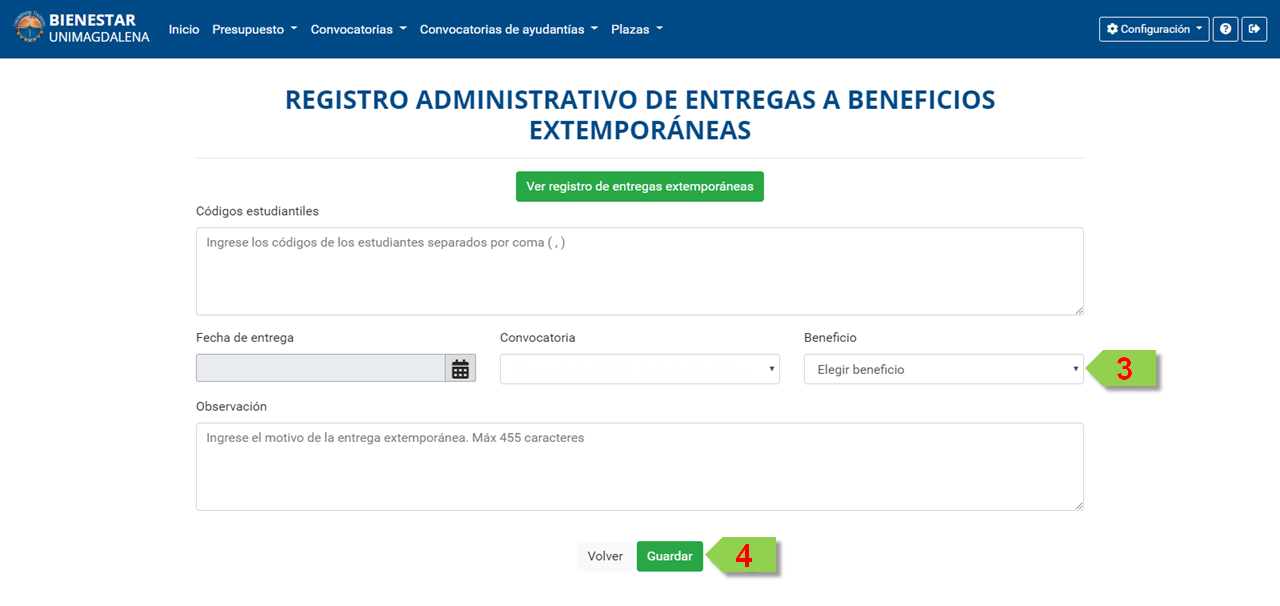 BIENESTAR
UNIMAGDALENA
Inicio Presupuesto Convocatorias Convocatorias de ayudantías Plazas Configuración
REGISTRO ADMINISTRATIVO DE ENTREGAS A BENEFICIOS
EXTEMPORÁNEAS
Ver registro de entregas extemporáneas
Códigos estudiantiles
Ingrese los códigos de los estudiantes separados por coma ( , )
Fecha de entrega Convocatoria Beneficio
Elegir beneficio 3
Observación
Ingrese el motivo de la entrega extemporánea. Máx 455 caracteres
Volver Guardar 4